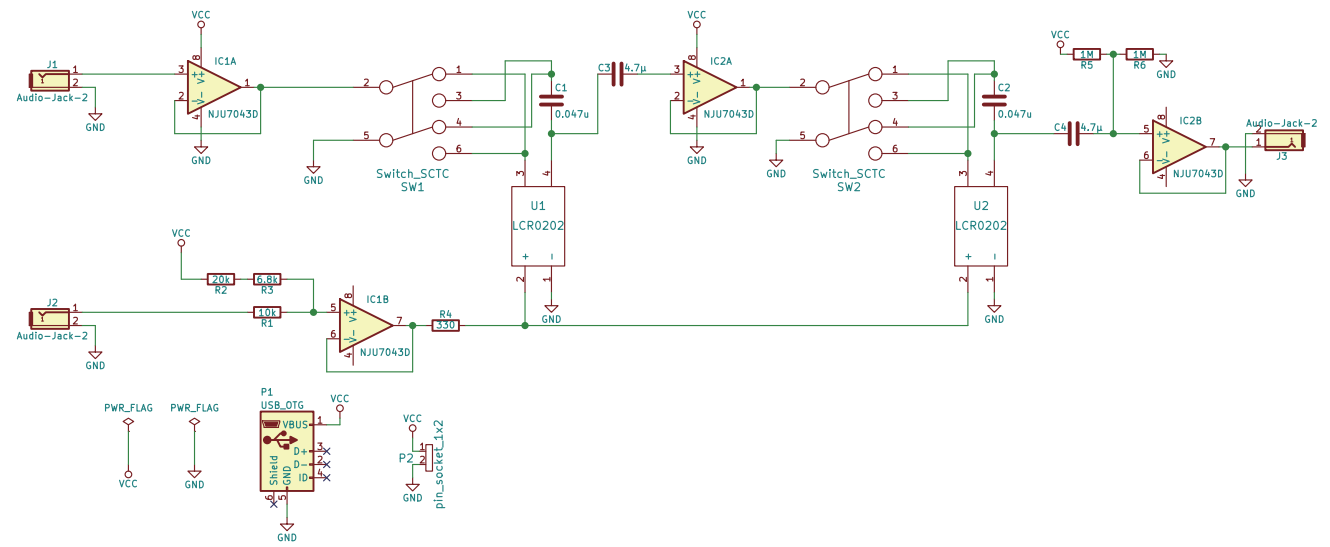 VCC
J1
1
2
Audio-Jack-2
GND
3
++
1
2
-V-
8
4
IC1A
NJU7043D
GND
2
5
1
3
4
6
GND
Switch_SCTC
SW1
C1
0.047u
3
4
U1
LCR0202
+
-
2
1
GND
C3
4.7µ
VCC
3
++
1
2
-V-
8
4
IC2A
NJU7043D
GND
2
5
1
3
4
6
GND
Switch_SCTC
SW2
C2
0.047u
3
4
U2
LCR0202
+
-
2
1
GND
VCC
1M
R5
1M
R6
GND
C4
4.7µ
5
++
7
6
-V-
8
4
IC2B
NJU7043D
Audio-Jack-2
2
1
J3
GND
VCC
20k
R2
6.8k
R3
J2
1
2
Audio-Jack-2
GND
10k
R1
5
++
7
6
-V-
8
4
IC1B
NJU7043D
R4
330
PWR_FLAG
VCC
PWR_FLAG
GND
P1
USB_OTG
VBUS
1
VCC
D+
3
D-
2
ID
4
Shield
GND
6
5
GND
VCC
P2
1
2
pin_socket_1x2
GND